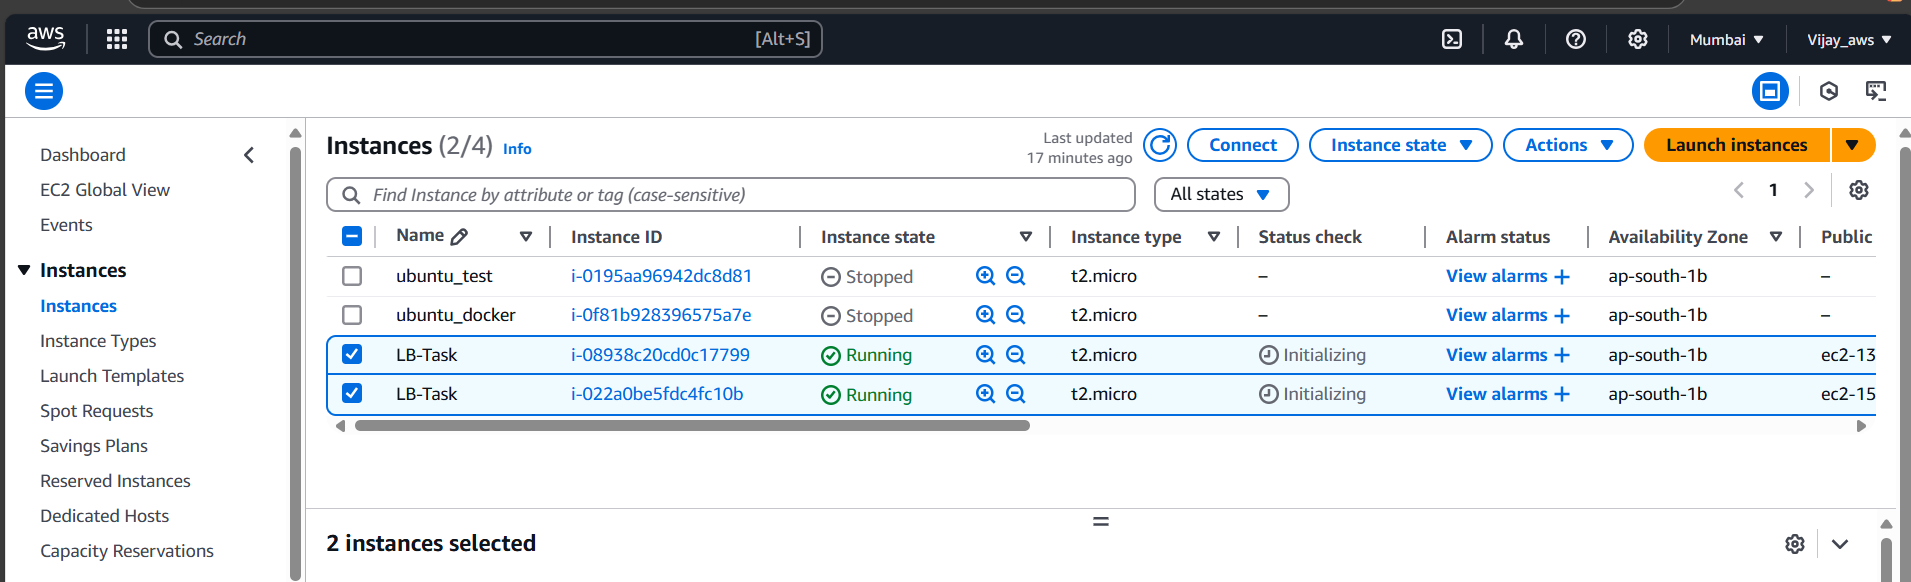 aws
Search [Alt+S]
Mumbai Vijay_aws
Dashboard
EC2 Global View
Events
Instances
Instances
Instance Types
Launch Templates
Spot Requests
Savings Plans
Reserved Instances
Dedicated Hosts
Capacity Reservations
Instances (2/4) Info
Last updated
17 minutes ago
Connect Instance state Actions Launch instances
Find Instance by attribute or tag (case-sensitive) All states 1
Name Instance ID Instance state Instance type Status check Alarm status Availability Zone Public
ubuntu_test i-0195aa96942dc8d81 Stopped t2.micro – View alarms + ap-south-1b –
ubuntu_docker i-0f81b928396575a7e Stopped t2.micro – View alarms + ap-south-1b –
LB-Task i-08938c20cd0c17799 Running t2.micro Initializing View alarms + ap-south-1b ec2-13
LB-Task i-022a0be5fdc4fc10b Running t2.micro Initializing View alarms + ap-south-1b ec2-15
2 instances selected